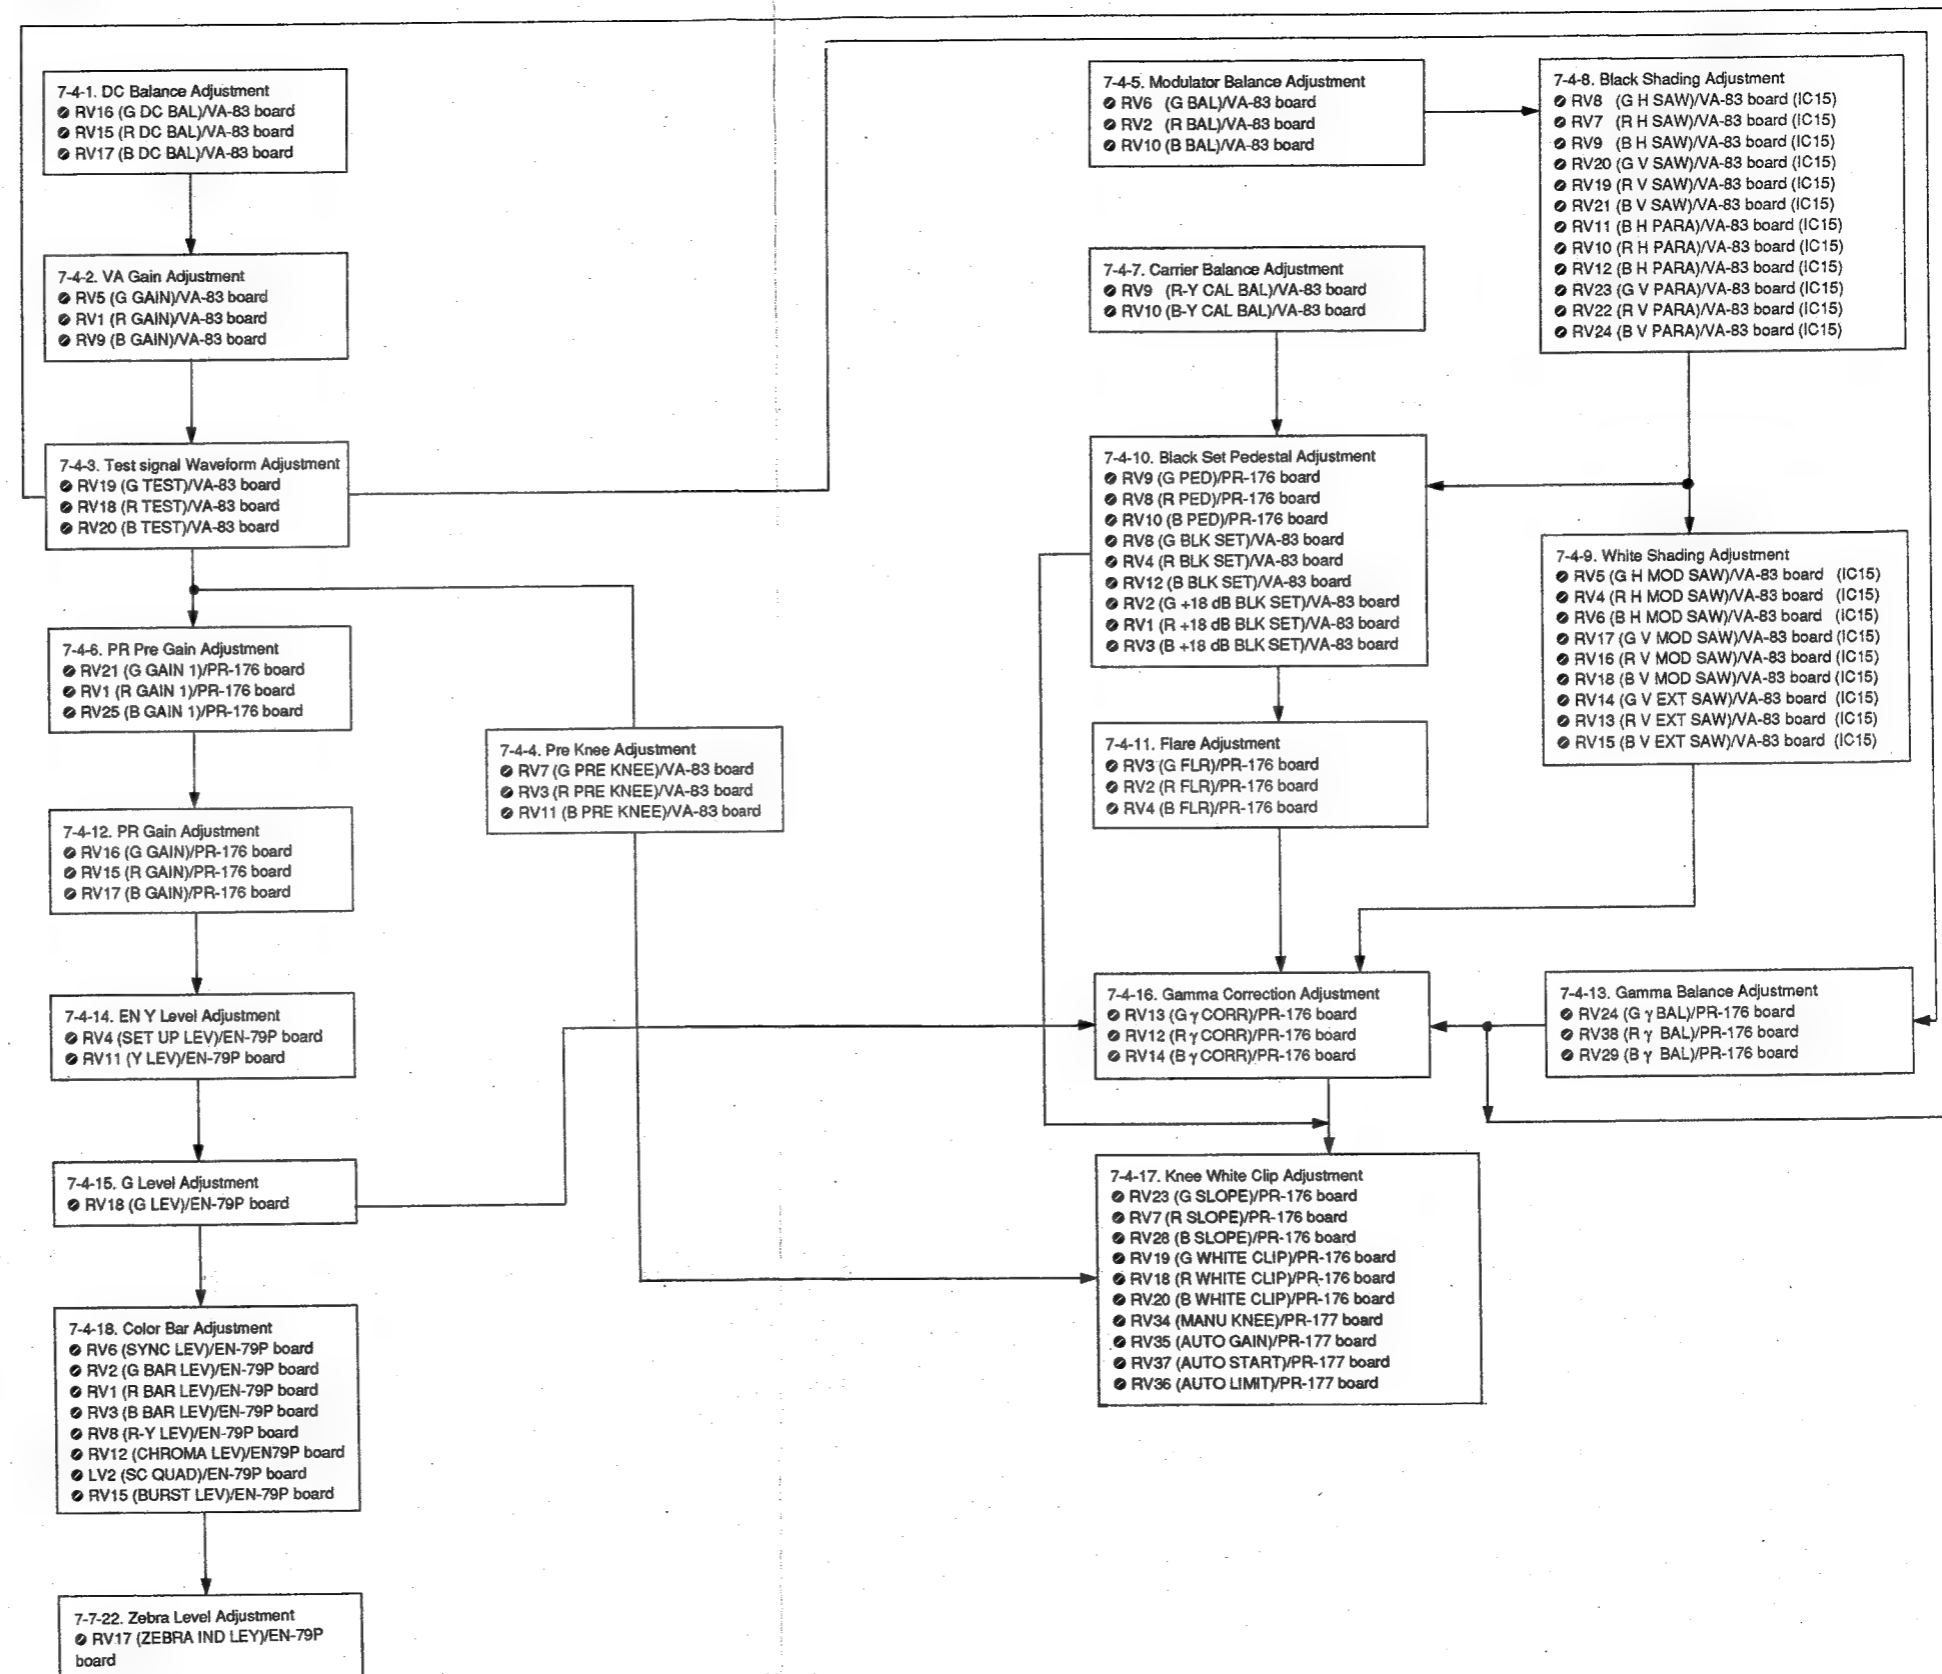 7-4-1. DC Balance Adjustment
RV16 (G DC BAL)/VA-83 board
RV15 (R DC BAL)/VA-83 board
RV17 (B DC BAL)/VA-83 board
7-4-2. VA Gain Adjustment
RV5 (G GAIN)/VA-83 board
RV1 (R GAIN)/VA-83 board
RV9 (B GAIN)/VA-83 board
7-4-3. Test signal Waveform Adjustment
RV19 (G TEST)/VA-83 board
RV18 (R TEST)/VA-83 board
RV20 (B TEST)/VA-83 board
7-4-6. PR Pre Gain Adjustment
RV21 (G GAIN 1)/PR-176 board
RV1 (R GAIN 1)/PR-176 board
RV25 (B GAIN 1)/PR-176 board
7-4-12. PR Gain Adjustment
RV16 (G GAIN)/PR-176 board
RV15 (R GAIN)/PR-176 board
RV17 (B GAIN)/PR-176 board
7-4-14. EN Y Level Adjustment
RV4 (SET UP LEV)/EN-79P board
RV11 (Y LEV)/EN-79P board
7-4-15. G Level Adjustment
RV18 (G LEV)/EN-79P board
7-4-18. Color Bar Adjustment
RV6 (SYNC LEV)/EN-79P board
RV2 (G BAR LEV)/EN-79P board
RV1 (R BAR LEV)/EN-79P board
RV3 (B BAR LEV)/EN-79P board
RV8 (R-Y LEV)/EN-79P board
RV12 (CHROMA LEV)/EN79P board
LV2 (SC QUAD)/EN-79P board
RV15 (BURST LEV)/EN-79P board
7-7-22. Zebra Level Adjustment
RV17 (ZEBRA IND LEY)/EN-79P
board
7-4-4. Pre Knee Adjustment
RV7 (G PRE KNEE)/VA-83 board
RV3 (R PRE KNEE)/VA-83 board
RV11 (B PRE KNEE)/VA-83 board
7-4-5. Modulator Balance Adjustment
RV6 (G BAL)/VA-83 board
RV2 (R BAL)/VA-83 board
RV10 (B BAL)/VA-83 board
7-4-7. Carrier Balance Adjustment
RV9 (R-Y CAL BAL)/VA-83 board
RV10 (B-Y CAL BAL)/VA-83 board
7-4-10. Black Set Pedestal Adjustment
RV9 (G PED)/PR-176 board
RV8 (R PED)/PR-176 board
RV10 (B PED)/PR-176 board
RV8 (G BLK SET)/VA-83 board
RV4 (R BLK SET)/VA-83 board
RV12 (B BLK SET)/VA-83 board
RV2 (G +18 dB BLK SET)/VA-83 board
RV1 (R +18 dB BLK SET)/VA-83 board
RV3 (B +18 dB BLK SET)/VA-83 board
7-4-11. Flare Adjustment
RV3 (G FLR)/PR-176 board
RV2 (R FLR)/PR-176 board
RV4 (B FLR)/PR-176 board
7-4-16. Gamma Correction Adjustment
RV13 (G γ CORR)/PR-176 board
RV12 (R γ CORR)/PR-176 board
RV14 (B γ CORR)/PR-176 board
7-4-17. Knee White Clip Adjustment
RV23 (G SLOPE)/PR-176 board
RV7 (R SLOPE)/PR-176 board
RV28 (B SLOPE)/PR-176 board
RV19 (G WHITE CLIP)/PR-176 board
RV18 (R WHITE CLIP)/PR-176 board
RV20 (B WHITE CLIP)/PR-176 board
RV34 (MANU KNEE)/PR-177 board
RV35 (AUTO GAIN)/PR-177 board
RV37 (AUTO START)/PR-177 board
RV36 (AUTO LIMIT)/PR-177 board
7-4-8. Black Shading Adjustment
RV8 (G H SAW)/VA-83 board (IC15)
RV7 (R H SAW)/VA-83 board (IC15)
RV9 (B H SAW)/VA-83 board (IC15)
RV20 (G V SAW)/VA-83 board (IC15)
RV19 (R V SAW)/VA-83 board (IC15)
RV21 (B V SAW)/VA-83 board (IC15)
RV11 (B H PARA)/VA-83 board (IC15)
RV10 (R H PARA)/VA-83 board (IC15)
RV12 (B H PARA)/VA-83 board (IC15)
RV23 (G V PARA)/VA-83 board (IC15)
RV22 (R V PARA)/VA-83 board (IC15)
RV24 (B V PARA)/VA-83 board (IC15)
7-4-9. White Shading Adjustment
RV5 (G H MOD SAW)/VA-83 board (IC15)
RV4 (R H MOD SAW)/VA-83 board (IC15)
RV6 (B H MOD SAW)/VA-83 board (IC15)
RV17 (G V MOD SAW)/VA-83 board (IC15)
RV16 (R V MOD SAW)/VA-83 board (IC15)
RV18 (B V MOD SAW)/VA-83 board (IC15)
RV14 (G V EXT SAW)/VA-83 board (IC15)
RV13 (R V EXT SAW)/VA-83 board (IC15)
RV15 (B V EXT SAW)/VA-83 board (IC15)
7-4-13. Gamma Balance Adjustment
RV24 (G γ BAL)/PR-176 board
RV38 (R γ BAL)/PR-176 board
RV29 (B γ BAL)/PR-176 board